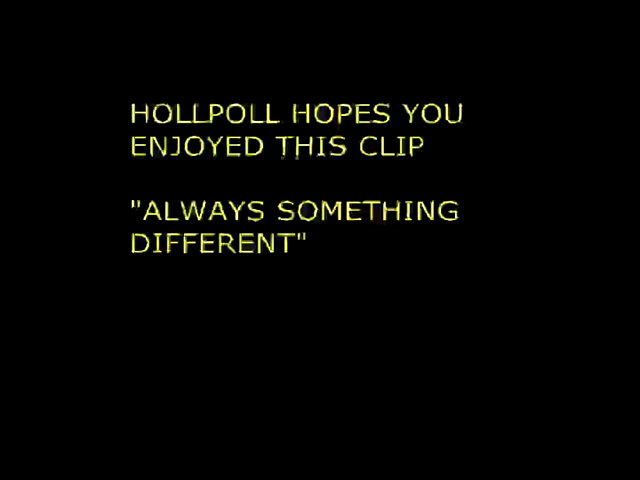 HOLLPOLL HOPES YOU
ENJOYED THIS CLIP
"ALWAYS SOMETHING
DIFFERENT"